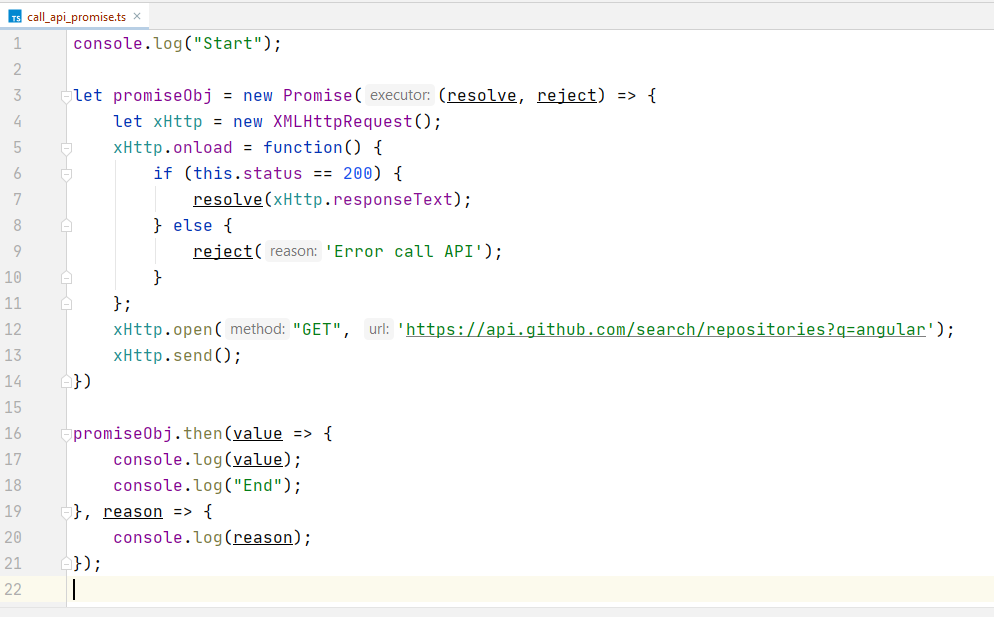 TS call_api_promise.ts ×
1 console.log("Start");
2
3 let promiseObj = new Promise( executor: (resolve, reject) => {
4     let xHttp = new XMLHttpRequest();
5     xHttp.onload = function() {
6         if (this.status == 200) {
7             resolve(xHttp.responseText);
8         } else {
9             reject( reason: 'Error call API');
10         }
11     };
12     xHttp.open( method: "GET", url: 'https://api.github.com/search/repositories?q=angular');
13     xHttp.send();
14 })
15
16 promiseObj.then(value => {
17     console.log(value);
18     console.log("End");
19 }, reason => {
20     console.log(reason);
21 });
22